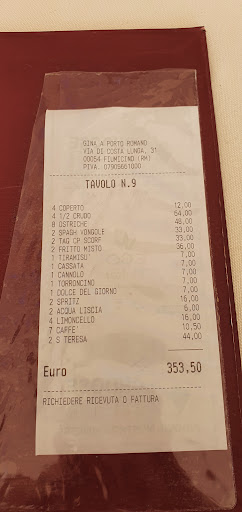 GINA A PORTO ROMANO
VIA DI COSTA LUNGA, 31
00054 FIUMICINO (RM)
P.IVA. 07905661000
TAVOLO N.9
4 COPERTO 12,00
4 1/2 CRUDO 64,00
8 OSTRICHE 48,00
2 SPAGH VONGOLE 33,00
2 TAG CP SCORF 33,00
2 FRITTO MISTO 36,00
1 TIRAMISU' 7,00
1 CASSATA 7,00
1 CANNOLO 7,00
1 TORRONCINO 7,00
1 DOLCE DEL GIORNO 7,00
2 SPRITZ 16,00
2 ACQUA LISCIA 6,00
4 LIMONCELLO 16,00
7 CAFFE' 10,50
2 S TERESA 44,00
Euro 353.50
RICHIEDERE RICEVUTA O FATTURA